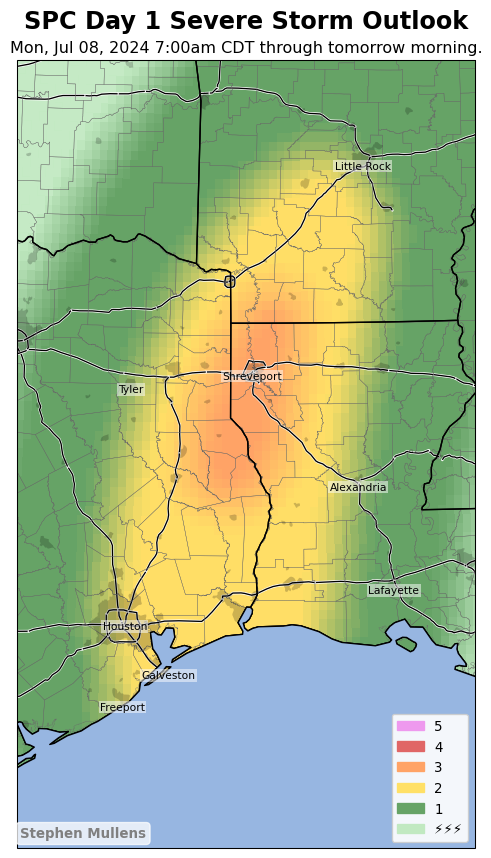 SPC Day 1 Severe Storm Outlook
Mon, Jul 08, 2024 7:00am CDT through tomorrow morning.
Little Rock
Shreveport
Tyler
Alexandria
Lafayette
Houston
Galveston
Freeport
5
4
3
2
1
⚡⚡⚡
Stephen Mullens